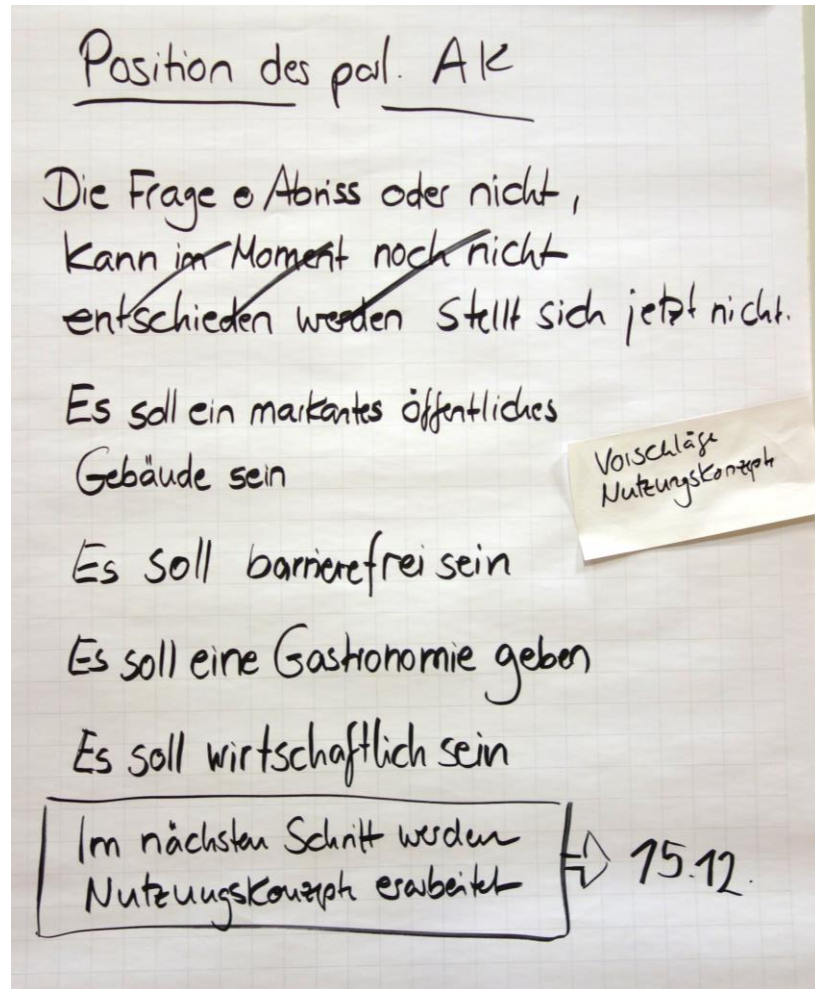 Position des parl. AK
Die Frage Abriss oder nicht,
kann im Moment noch nicht
entschieden werden stellt sich jetzt nicht.
Es soll ein markantes öffentliches
Gebäude sein
Vorschläge
Nutzungskonzepte
Es soll barrierefrei sein
Es soll eine Gastronomie geben
Es soll wirtschaftlich sein
Im nächsten Schritt werden
Nutzungskonzepte erarbeitet
15.12.